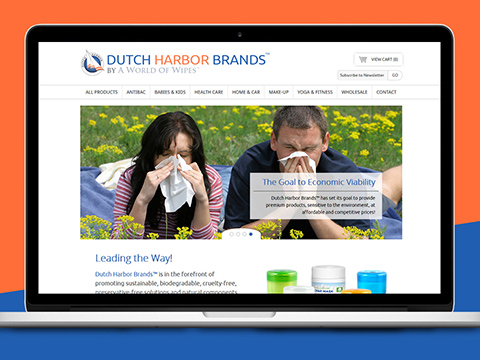 DUTCH HARBOR BRANDS™
BY A WORLD OF WIPES™
VIEW CART (0)
Subscribe to Newsletter
GO
ALL PRODUCTS ANTIBAC BABIES & KIDS HEALTH CARE HOME & CAR MAKE-UP YOGA & FITNESS WHOLESALE CONTACT
The Goal to Economic Viability
Dutch Harbor Brands™ has set its goal to provide
premium products, sensitive to the environment, at
affordable and competitive prices!
Leading the Way!
Dutch Harbor Brands™ is in the forefront of
promoting sustainable, biodegradable, cruelty-free,
preservative-free solutions and natural components